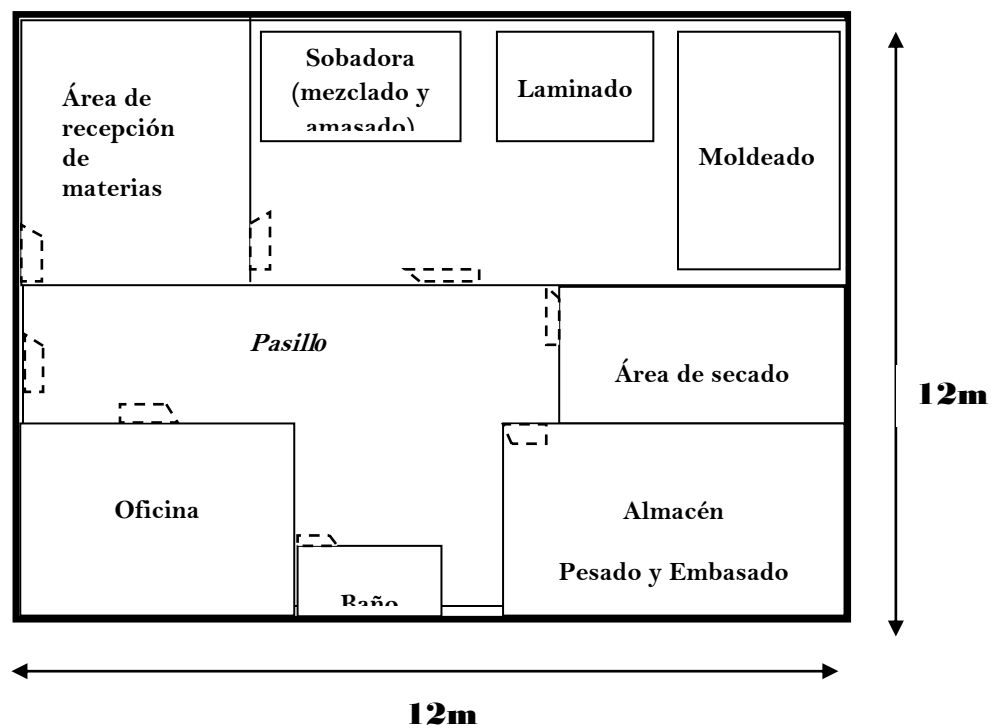 Área de
recepción
de
materias
Sobadora
(mezclado y
amasado)
Laminado
Moldeado
Pasillo
Área de secado
12m
Oficina
Almacén
Pesado y Embasado
Baño
12m